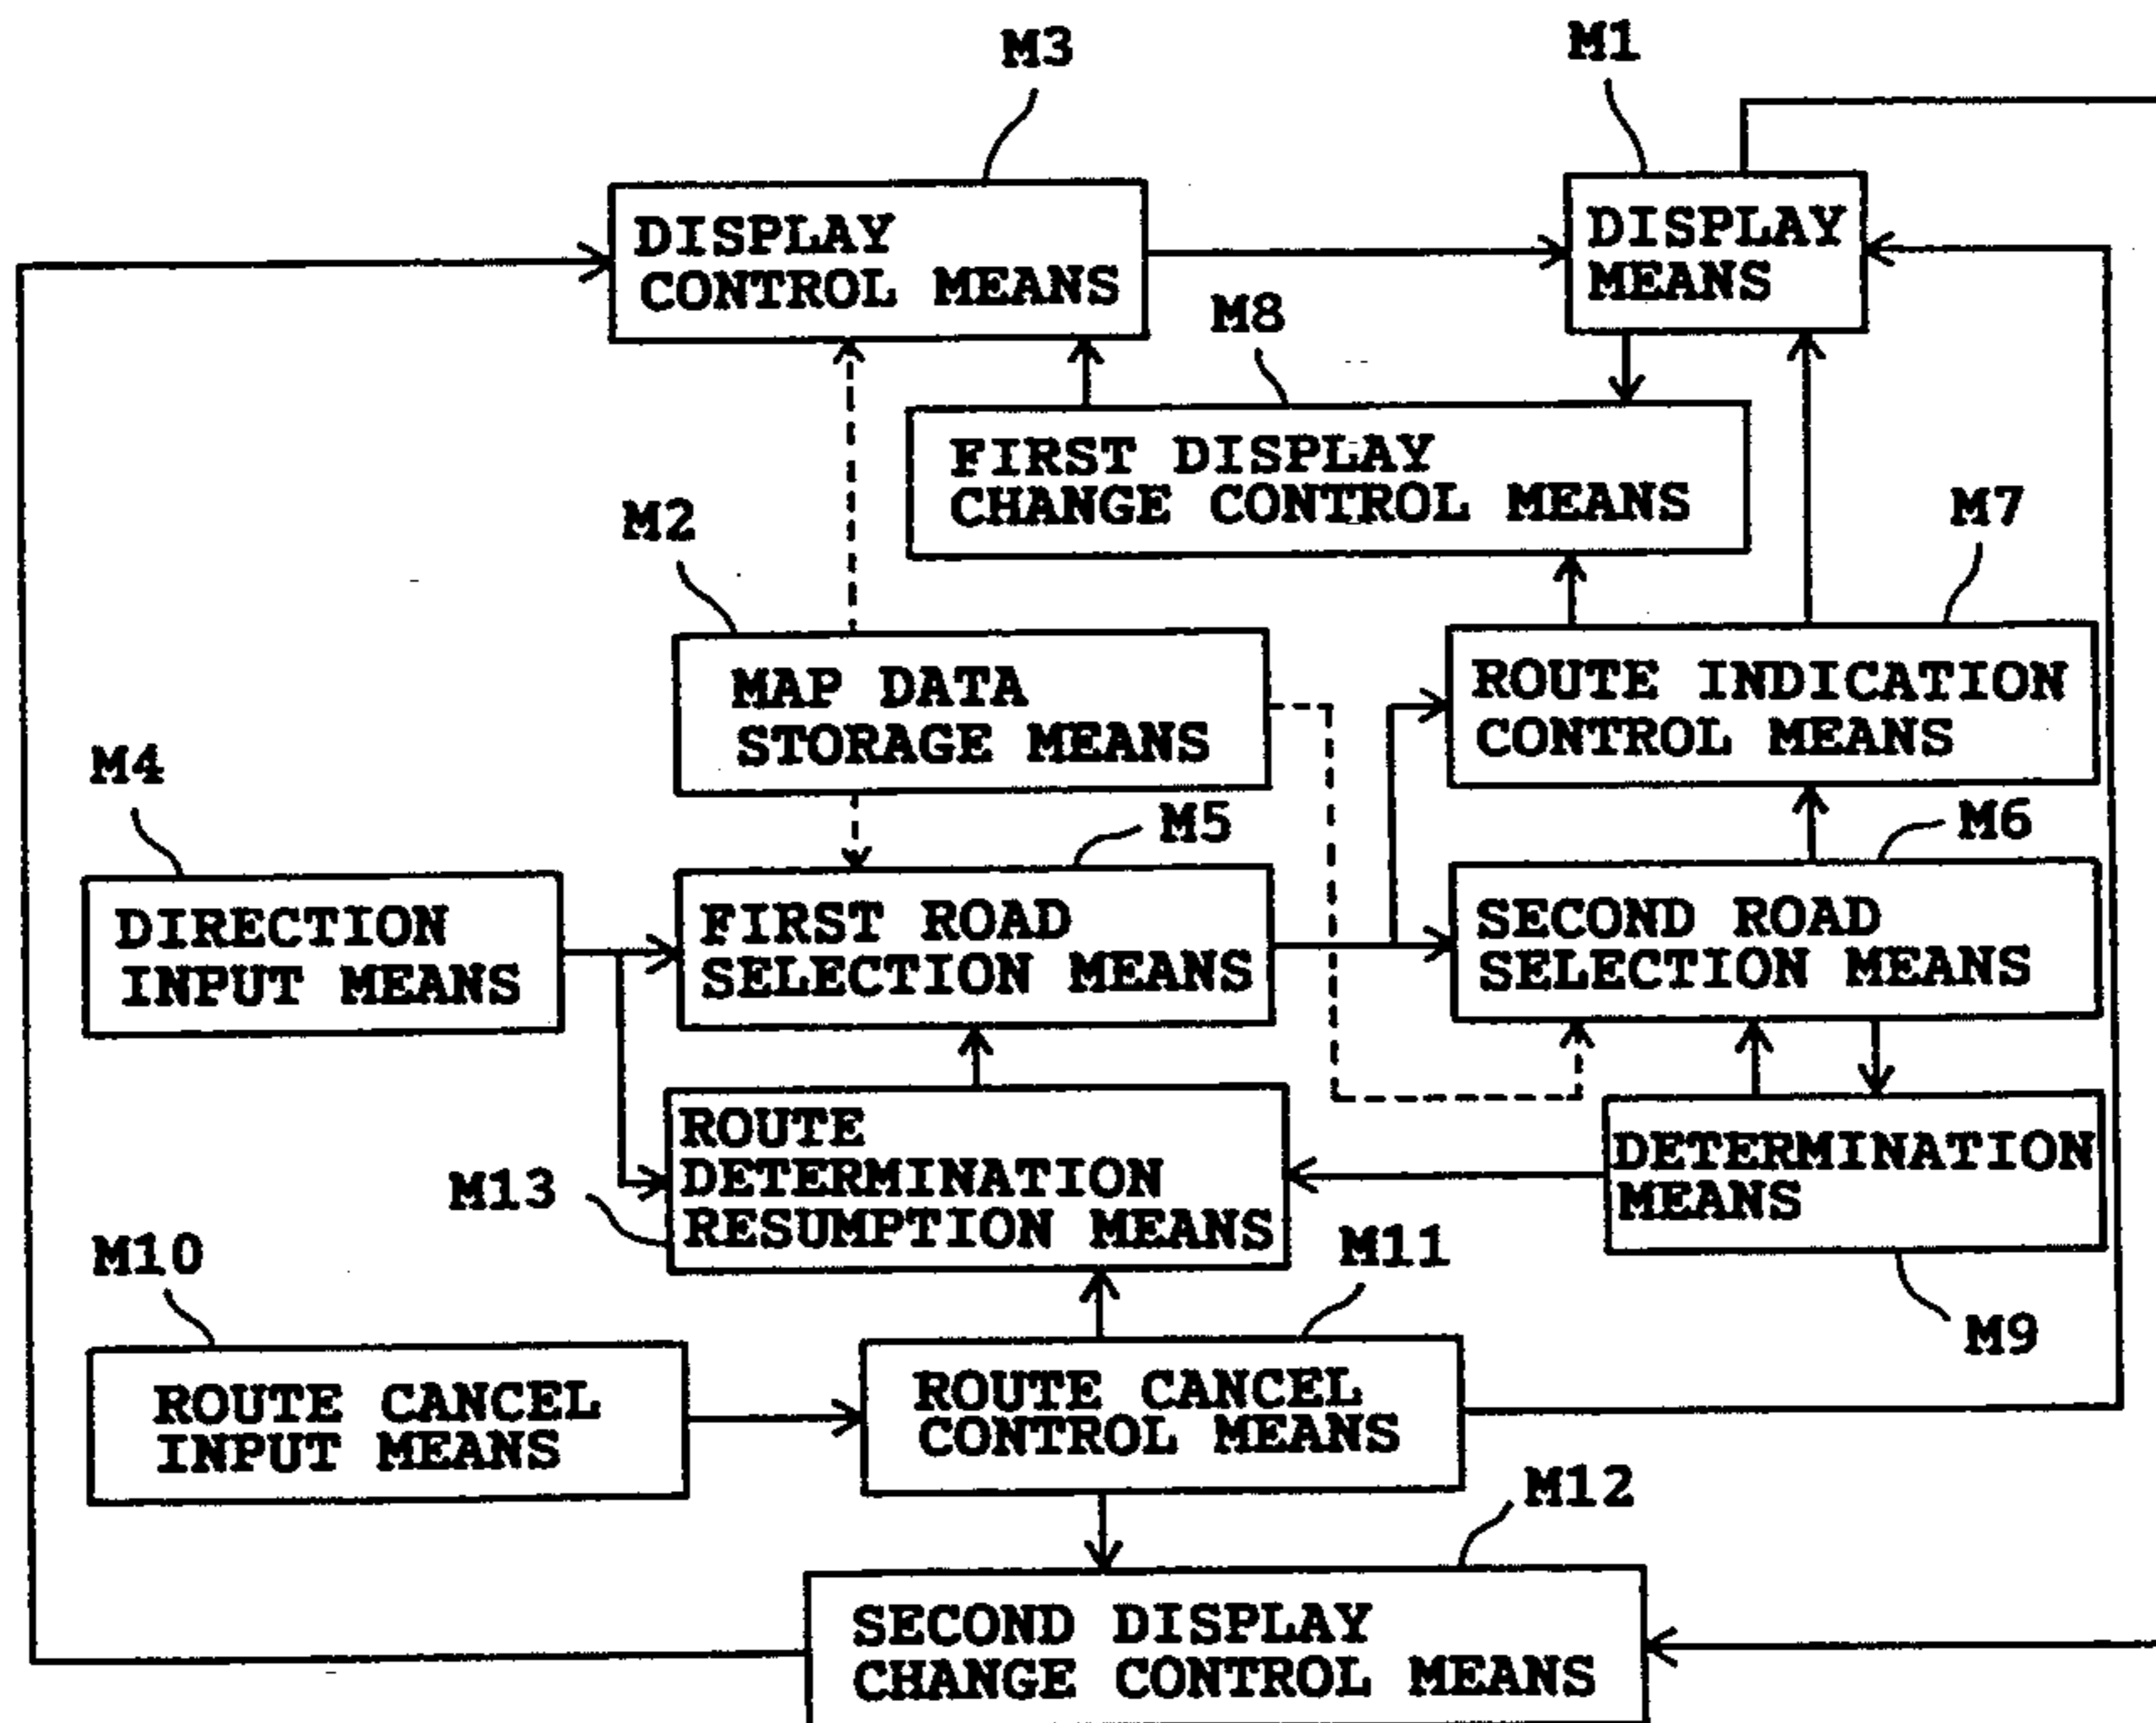 M3
M1
DISPLAY
CONTROL MEANS
DISPLAY
MEANS
M8
FIRST DISPLAY
CHANGE CONTROL MEANS
M2
M7
MAP DATA
STORAGE MEANS
ROUTE INDICATION
CONTROL MEANS
M4
M5
M6
DIRECTION
INPUT MEANS
FIRST ROAD
SELECTION MEANS
SECOND ROAD
SELECTION MEANS
M13
ROUTE
DETERMINATION
RESUMPTION MEANS
DETERMINATION
MEANS
M10
M11
M9
ROUTE CANCEL
INPUT MEANS
ROUTE CANCEL
CONTROL MEANS
M12
SECOND DISPLAY
CHANGE CONTROL MEANS